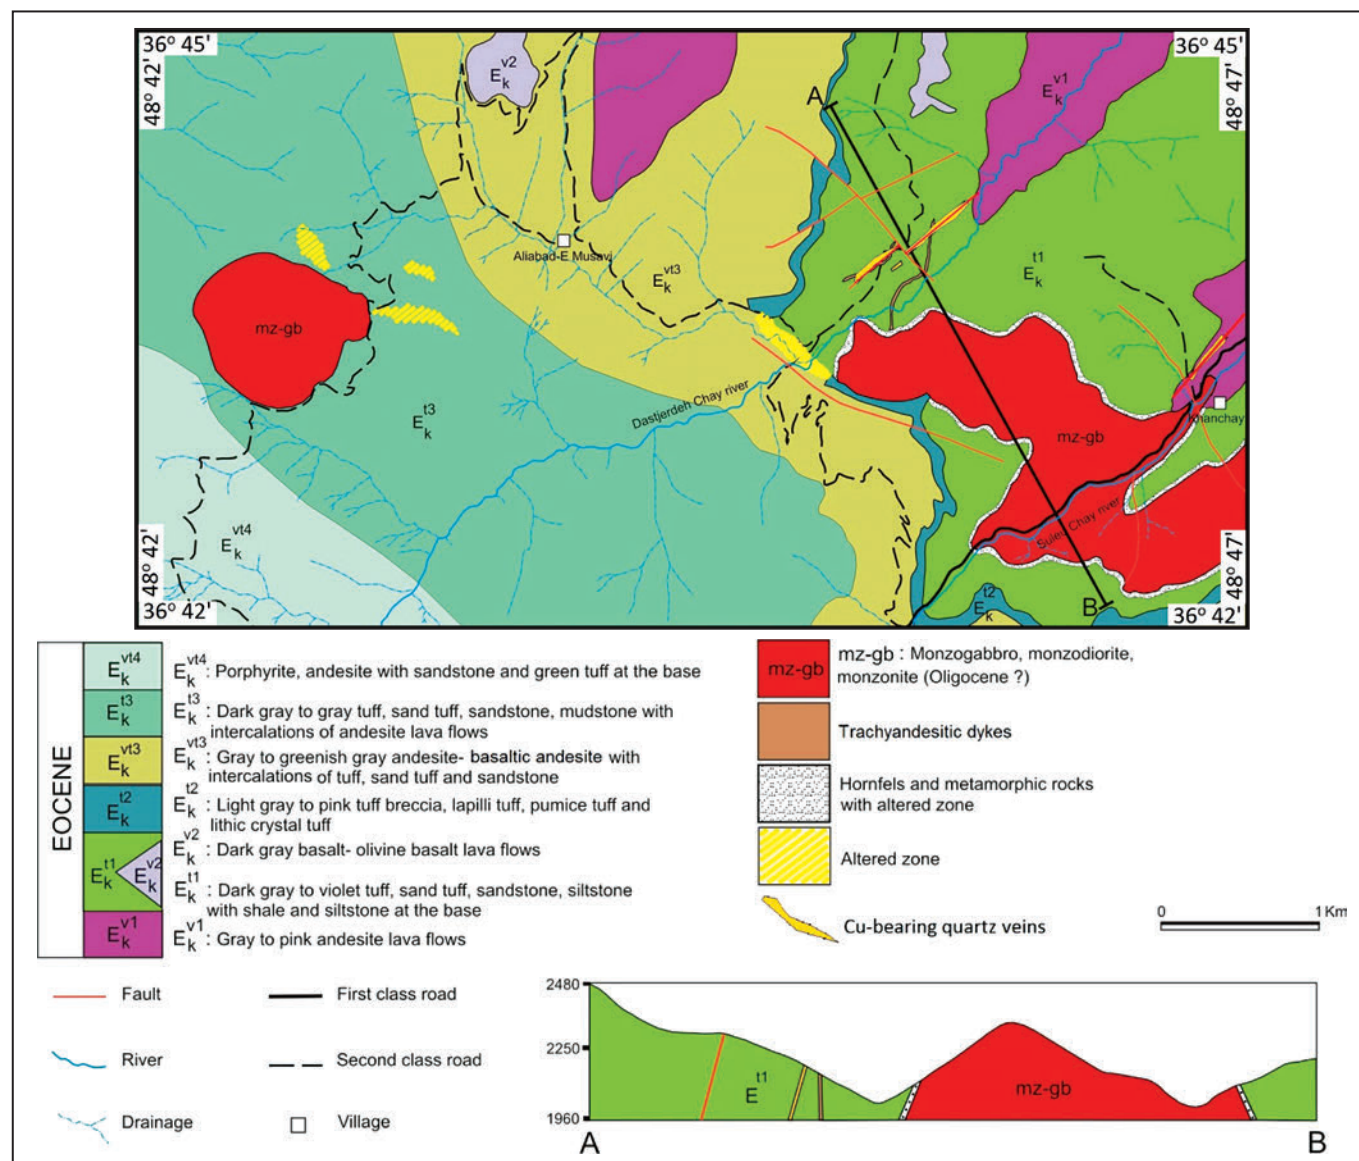 36° 45'
48° 42'
36° 45'
48° 47'
E_k^v2
E_k^v1
A
Aliabad-E Musavi
E_k^vt3
E_k^t1
mz-gb
E_k^t3
Dastjerdeh Chay river
mz-gb
Khanchay
Sulei Chay river
E_k^vt4
48° 42'
36° 42'
E_k^t2
B
48° 47'
36° 42'
EOCENE
E_k^vt4
E_k^vt4 : Porphyrite, andesite with sandstone and green tuff at the base
E_k^t3
E_k^t3 : Dark gray to gray tuff, sand tuff, sandstone, mudstone with
intercalations of andesite lava flows
E_k^vt3
E_k^vt3 : Gray to greenish gray andesite- basaltic andesite with
intercalations of tuff, sand tuff and sandstone
E_k^t2
E_k^t2 : Light gray to pink tuff breccia, lapilli tuff, pumice tuff and
lithic crystal tuff
E_k^t1
E_k^v2
E_k^v2 : Dark gray basalt- olivine basalt lava flows
E_k^t1 : Dark gray to violet tuff, sand tuff, sandstone, siltstone
with shale and siltstone at the base
E_k^v1
E_k^v1 : Gray to pink andesite lava flows
mz-gb
mz-gb : Monzogabbro, monzodiorite,
monzonite (Oligocene ?)
Trachyandesitic dykes
Hornfels and metamorphic rocks
with altered zone
Altered zone
Cu-bearing quartz veins
0 1 Km
Fault
First class road
River
Second class road
Drainage
Village
2480
2250
1960
E^t1
mz-gb
A
B